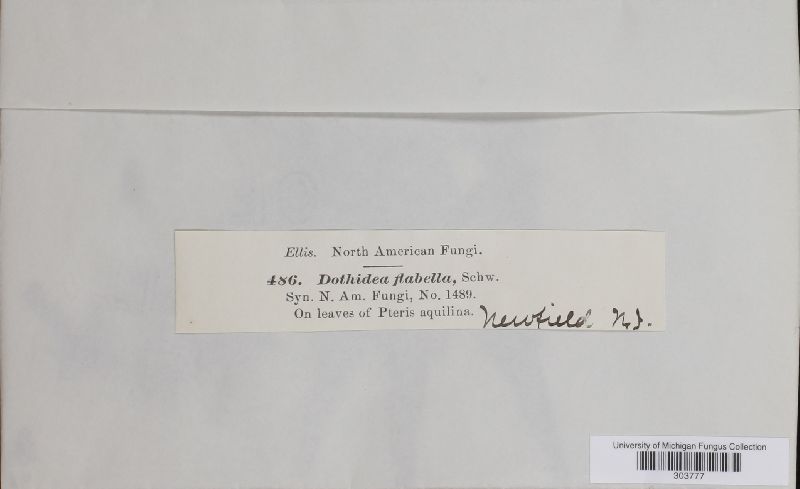 Ellis. North American Fungi.
486. Dothidea flabella, Schw.
Syn. N. Am. Fungi, No. 1489.
On leaves of Pteris aquilina. Newfield N.J.
University of Michigan Fungus Collection
303777